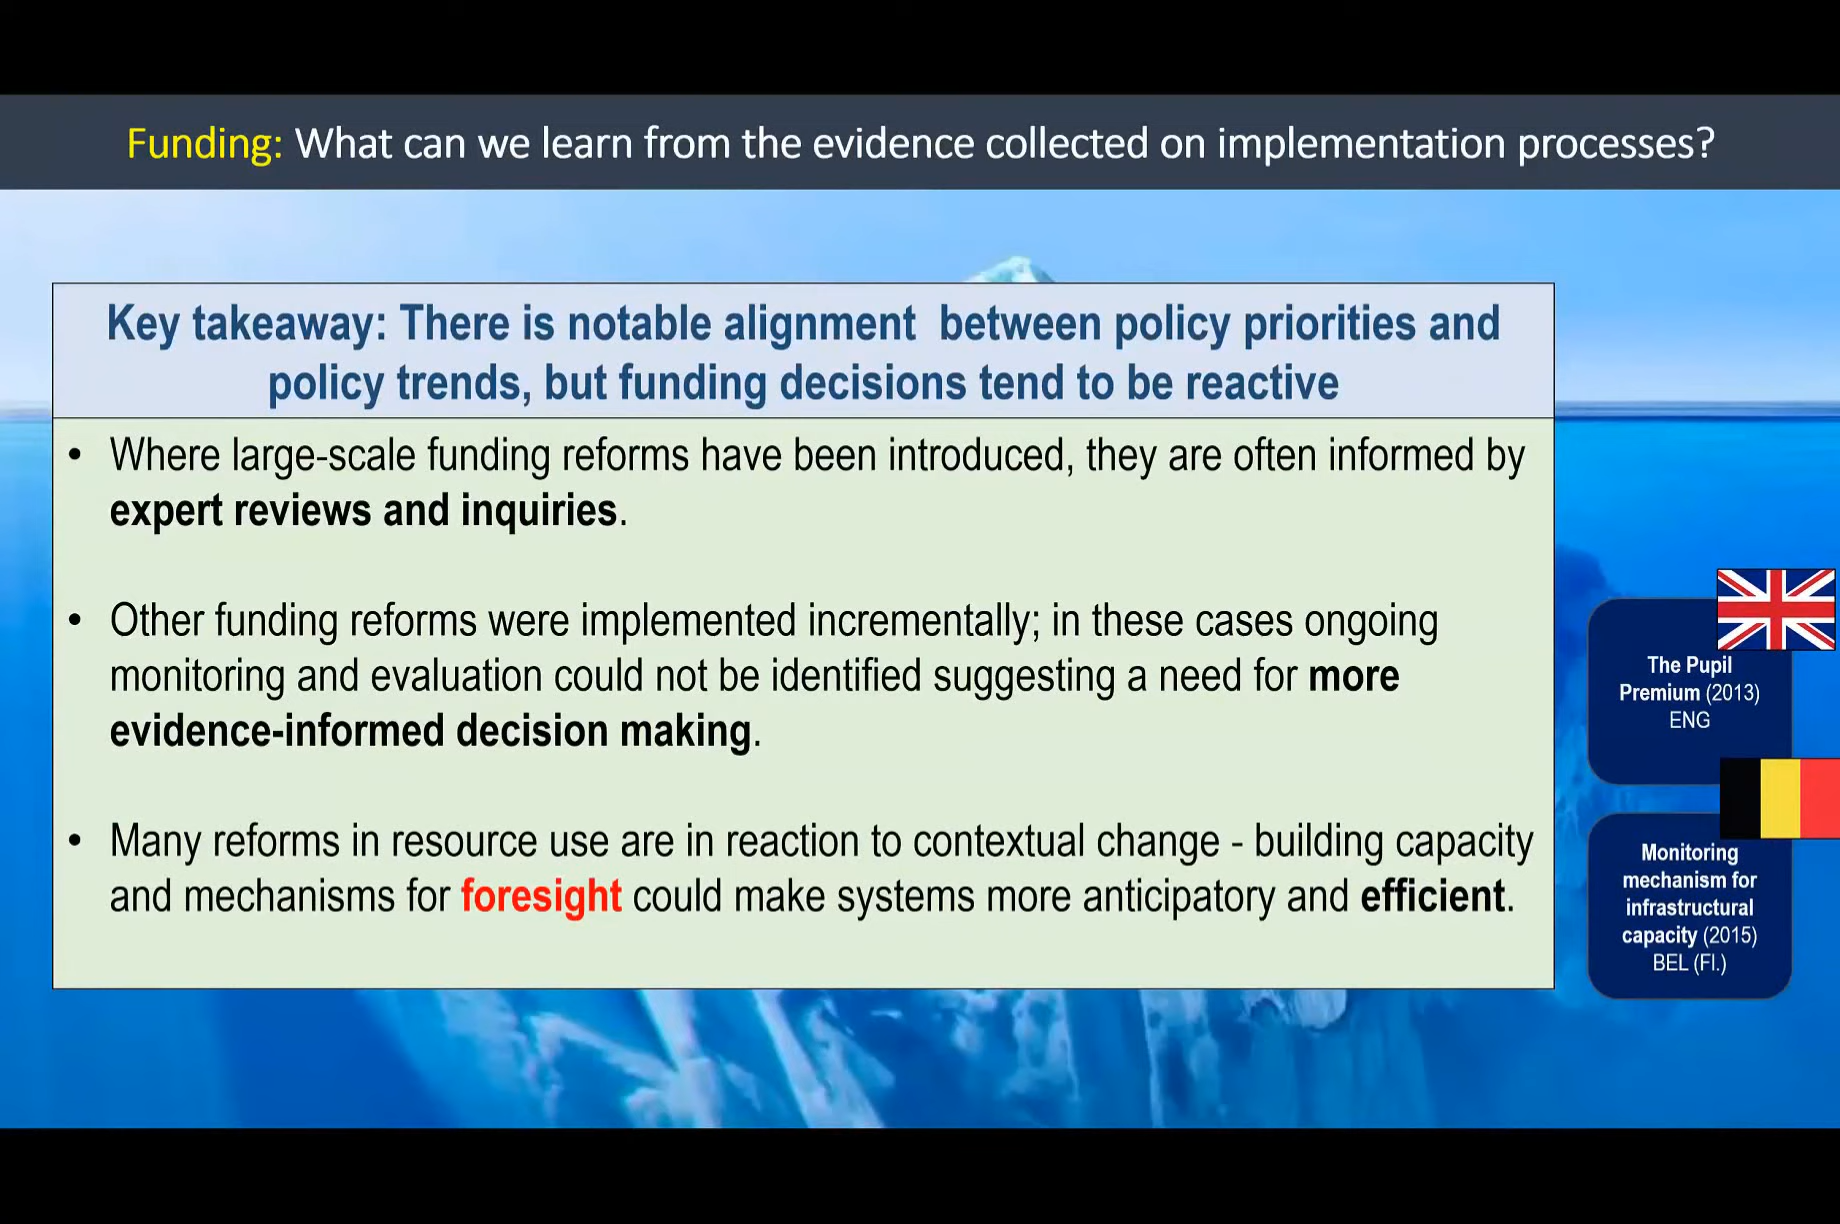 Funding: What can we learn from the evidence collected on implementation processes?
Key takeaway: There is notable alignment  between policy priorities and
policy trends, but funding decisions tend to be reactive
• Where large-scale funding reforms have been introduced, they are often informed by
expert reviews and inquiries.
• Other funding reforms were implemented incrementally; in these cases ongoing
monitoring and evaluation could not be identified suggesting a need for more
evidence-informed decision making.
• Many reforms in resource use are in reaction to contextual change - building capacity
and mechanisms for foresight could make systems more anticipatory and efficient.
The Pupil
Premium (2013)
ENG
Monitoring
mechanism for
infrastructural
capacity (2015)
BEL (Fl.)